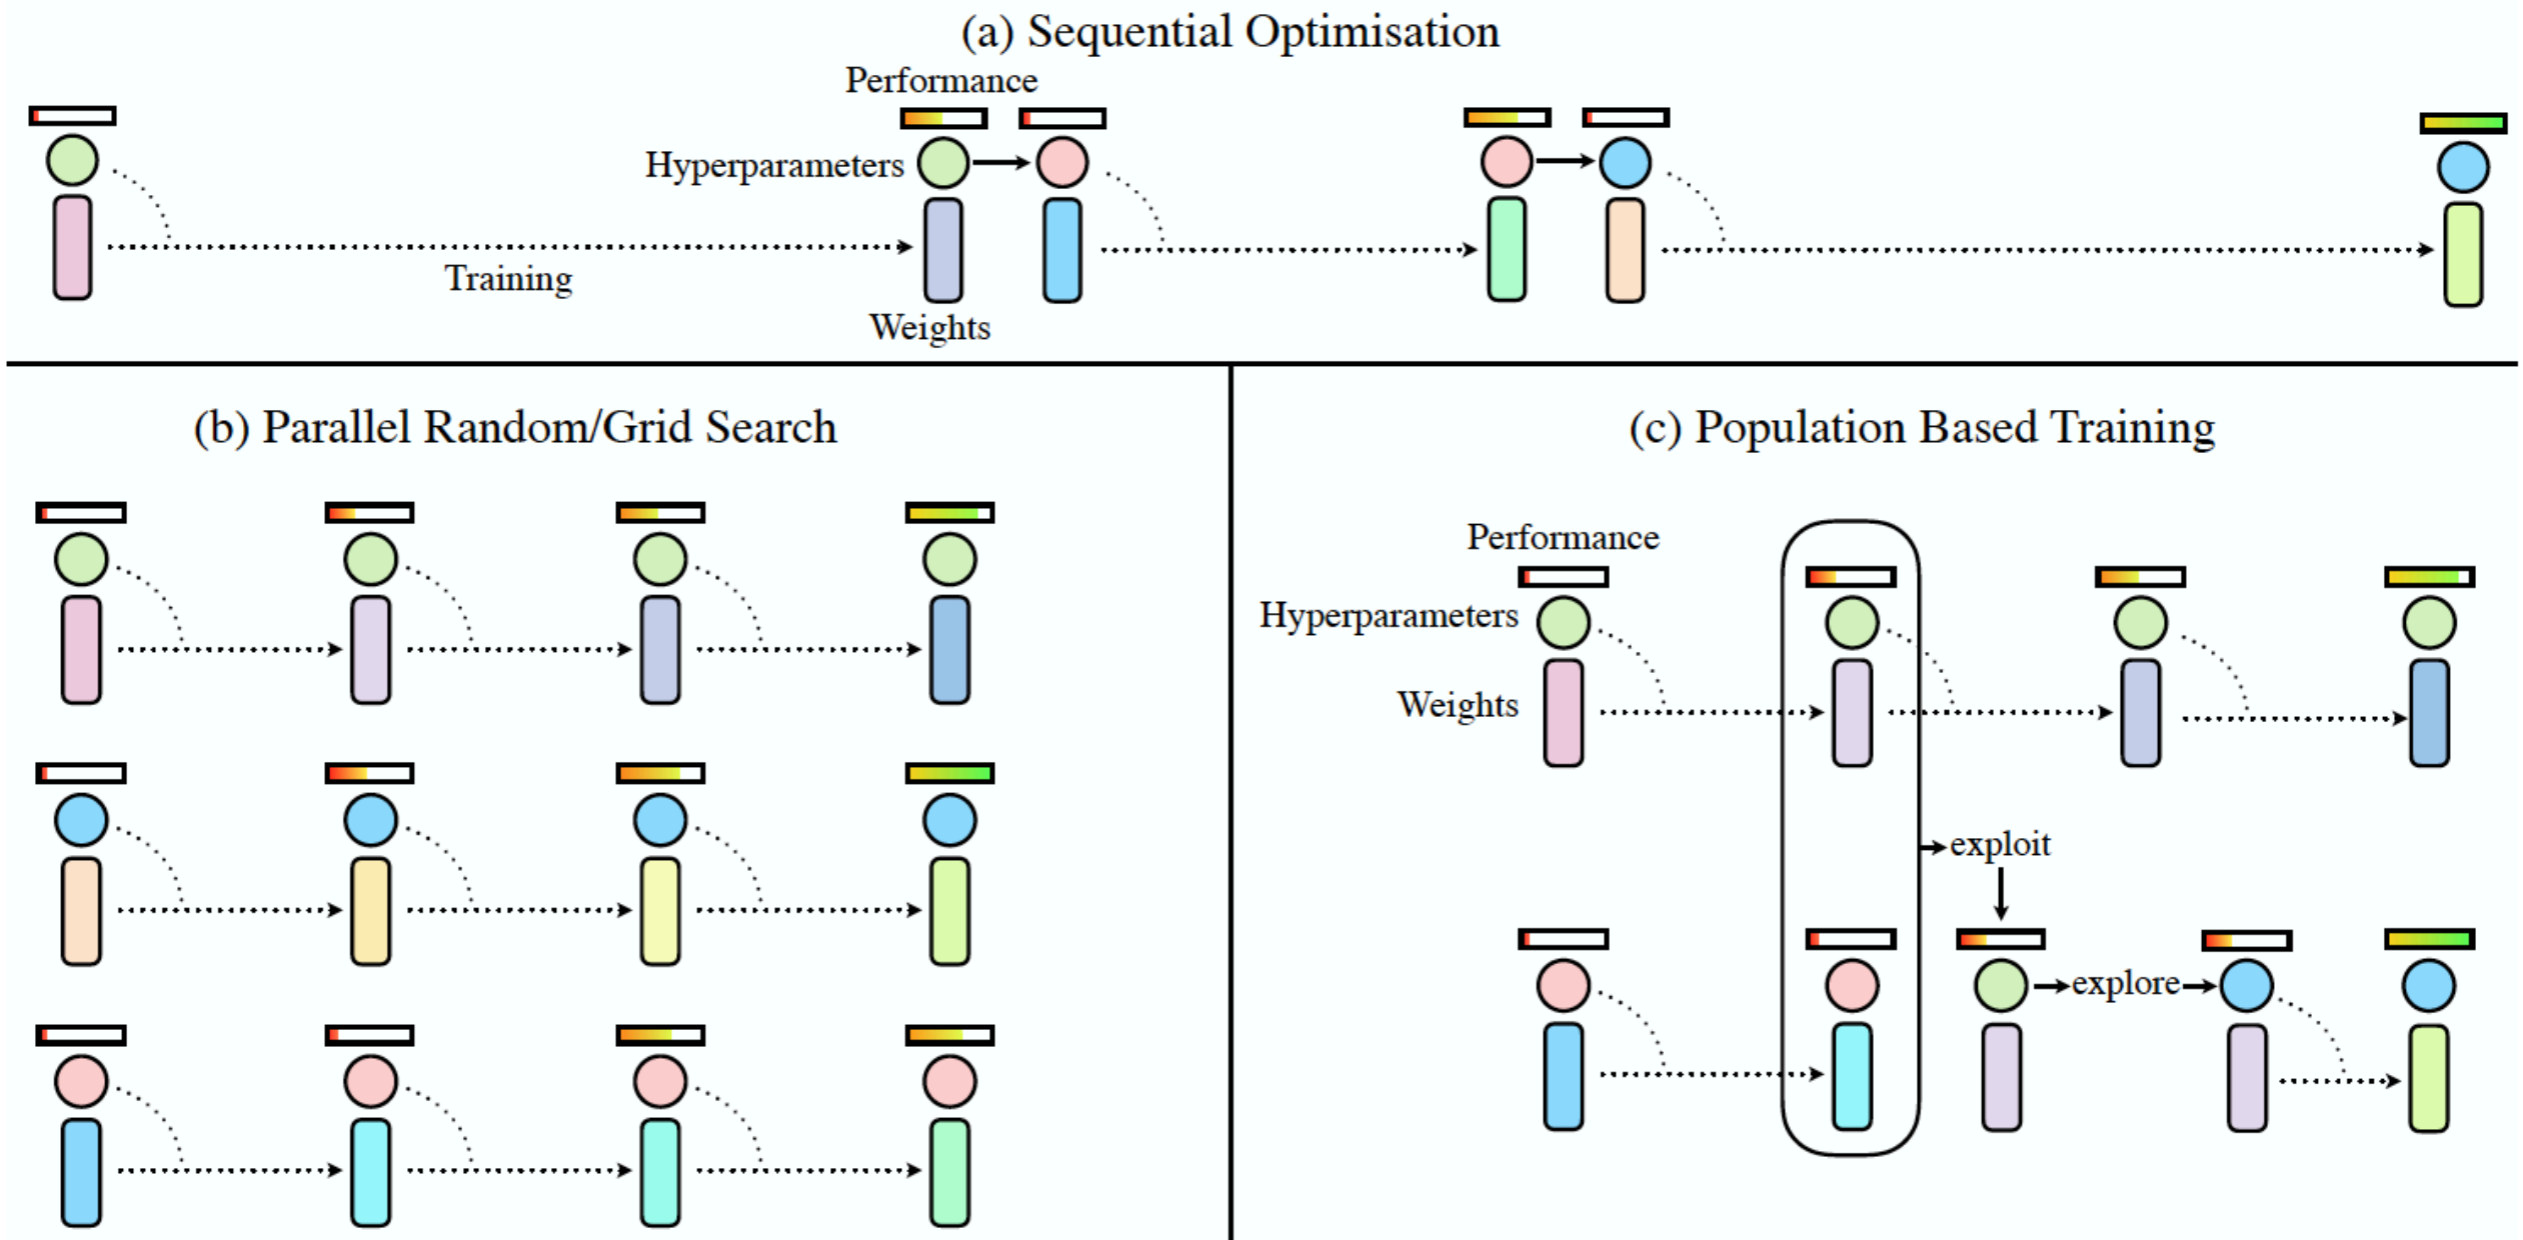 (a) Sequential Optimisation
Performance
Hyperparameters
Training
Weights
(b) Parallel Random/Grid Search
(c) Population Based Training
Performance
Hyperparameters
Weights
exploit
explore